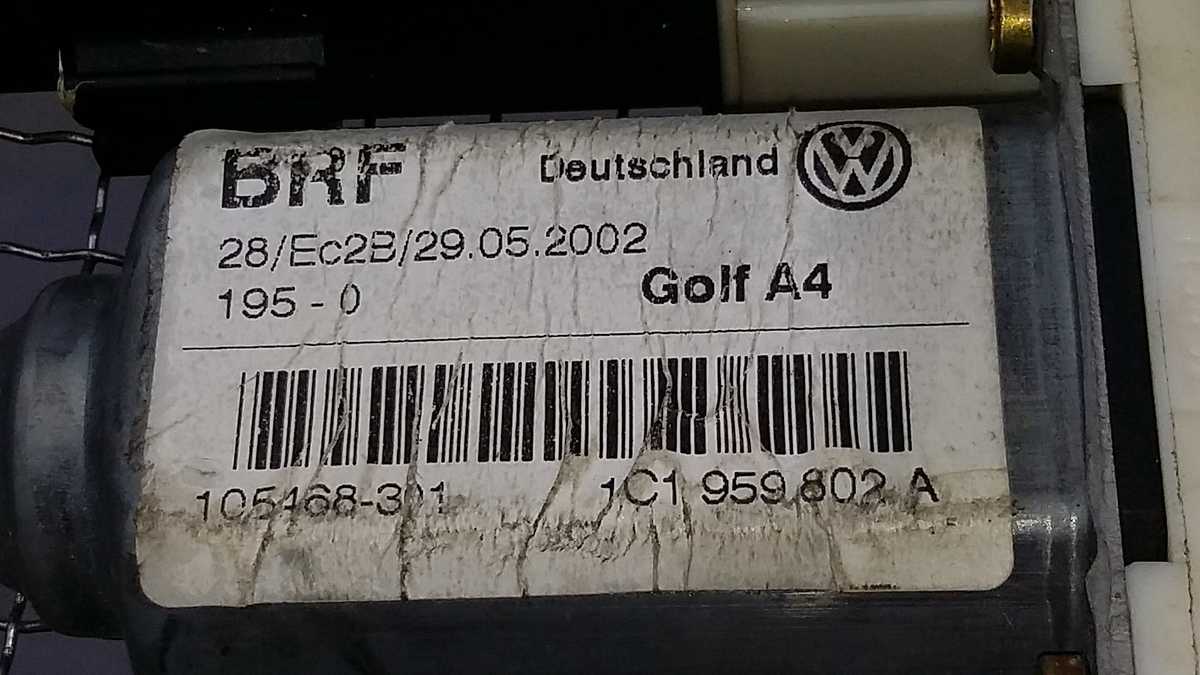 BRF Deutschland
28/Ec2B/29.05.2002
195 - 0 Golf A4
105468-301 1C1 959 802 A